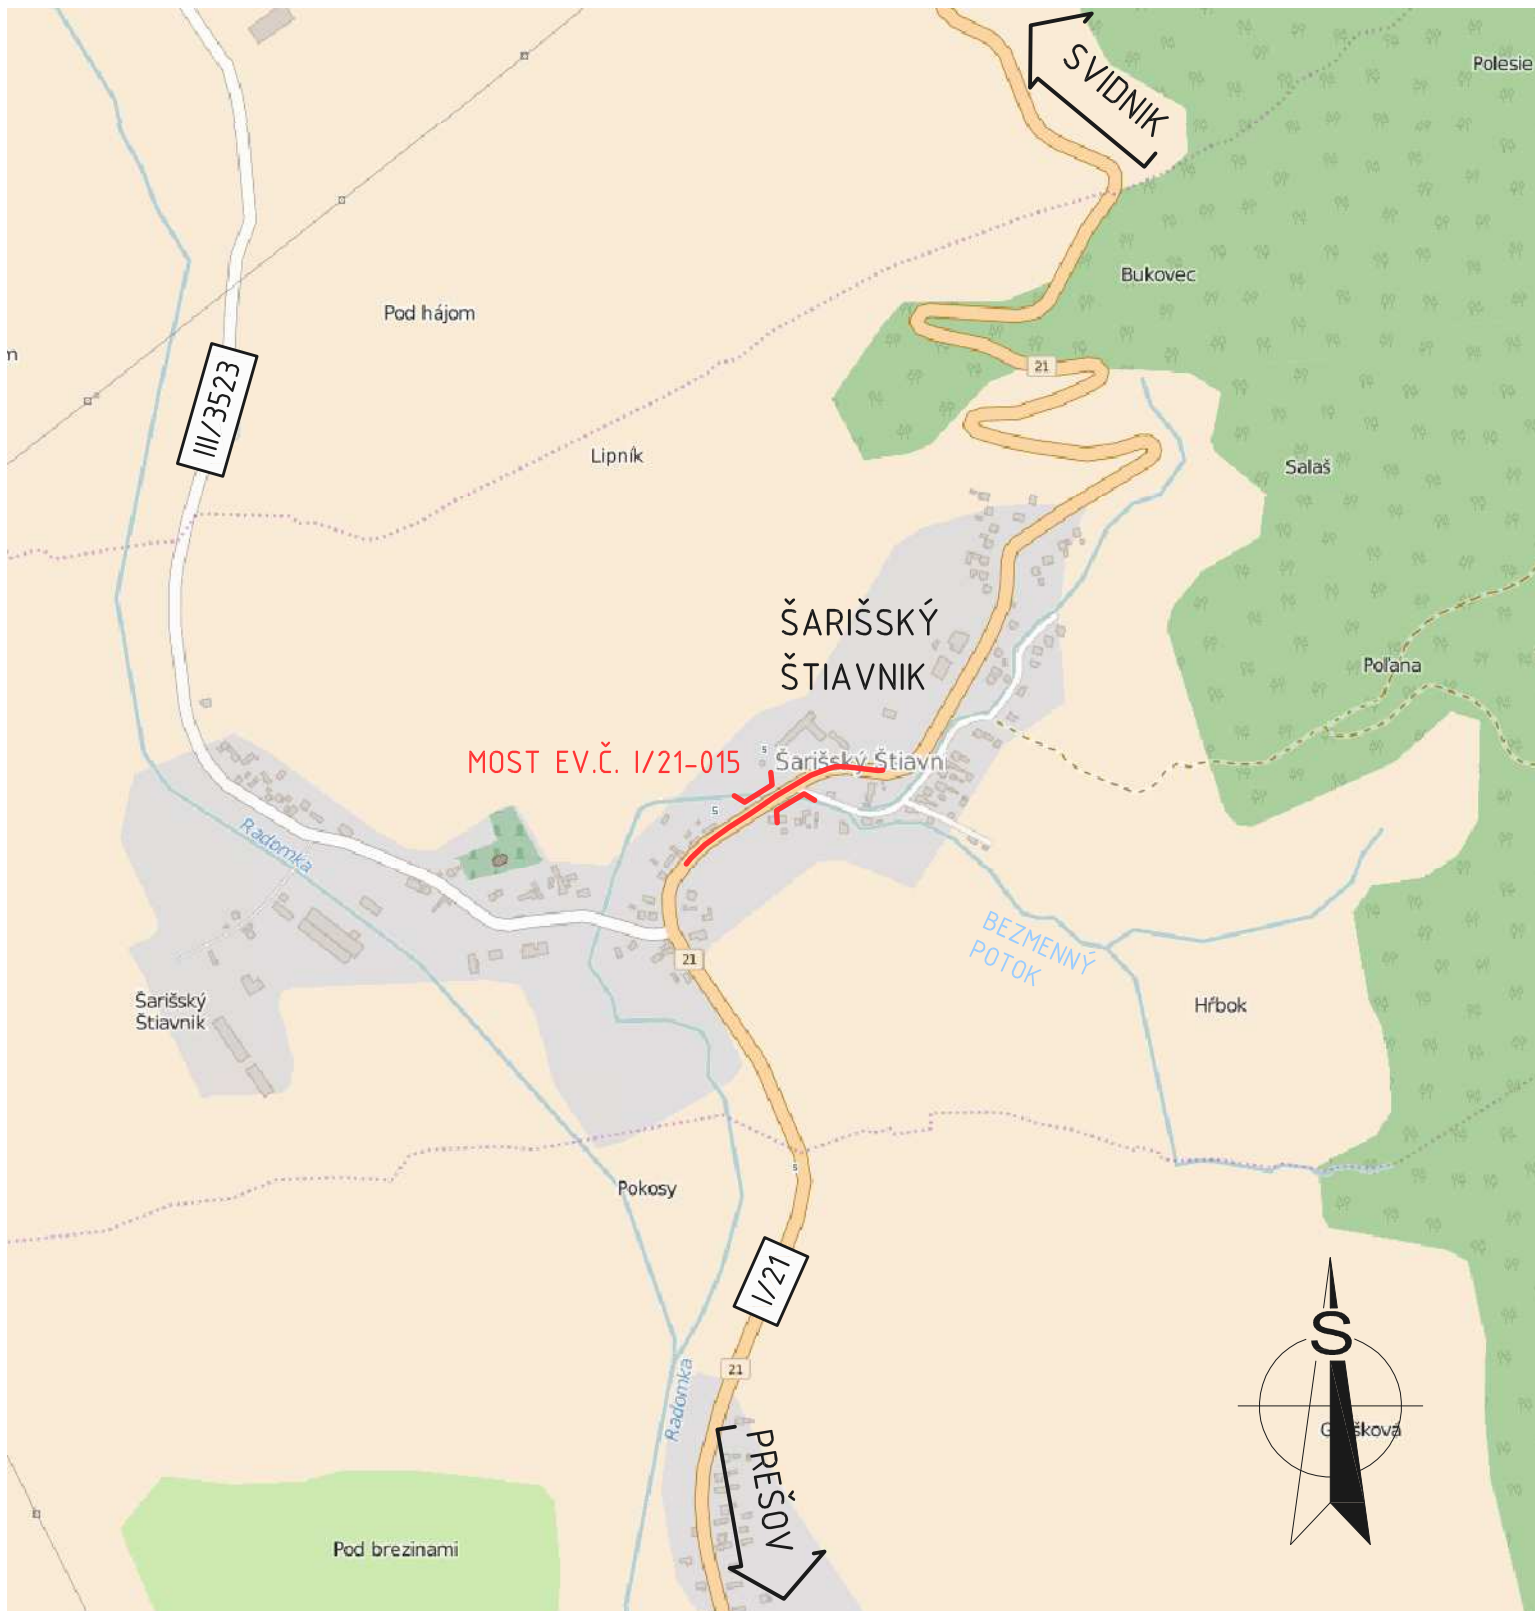 SVIDNIK
Polesie
Bukovec
Pod hájom
21
III/3523
Lipník
Salaš
ŠARIŠSKÝ
ŠTIAVNIK
Poľana
MOST EV.Č. I/21-015
s
Šarišský Štiavni
s
Radomka
BEZMENNÝ
POTOK
21
Šarišský
Štiavnik
Hŕbok
s
Pokosy
I/21
S
21
Radomka
PREŠOV
Pod brezinami